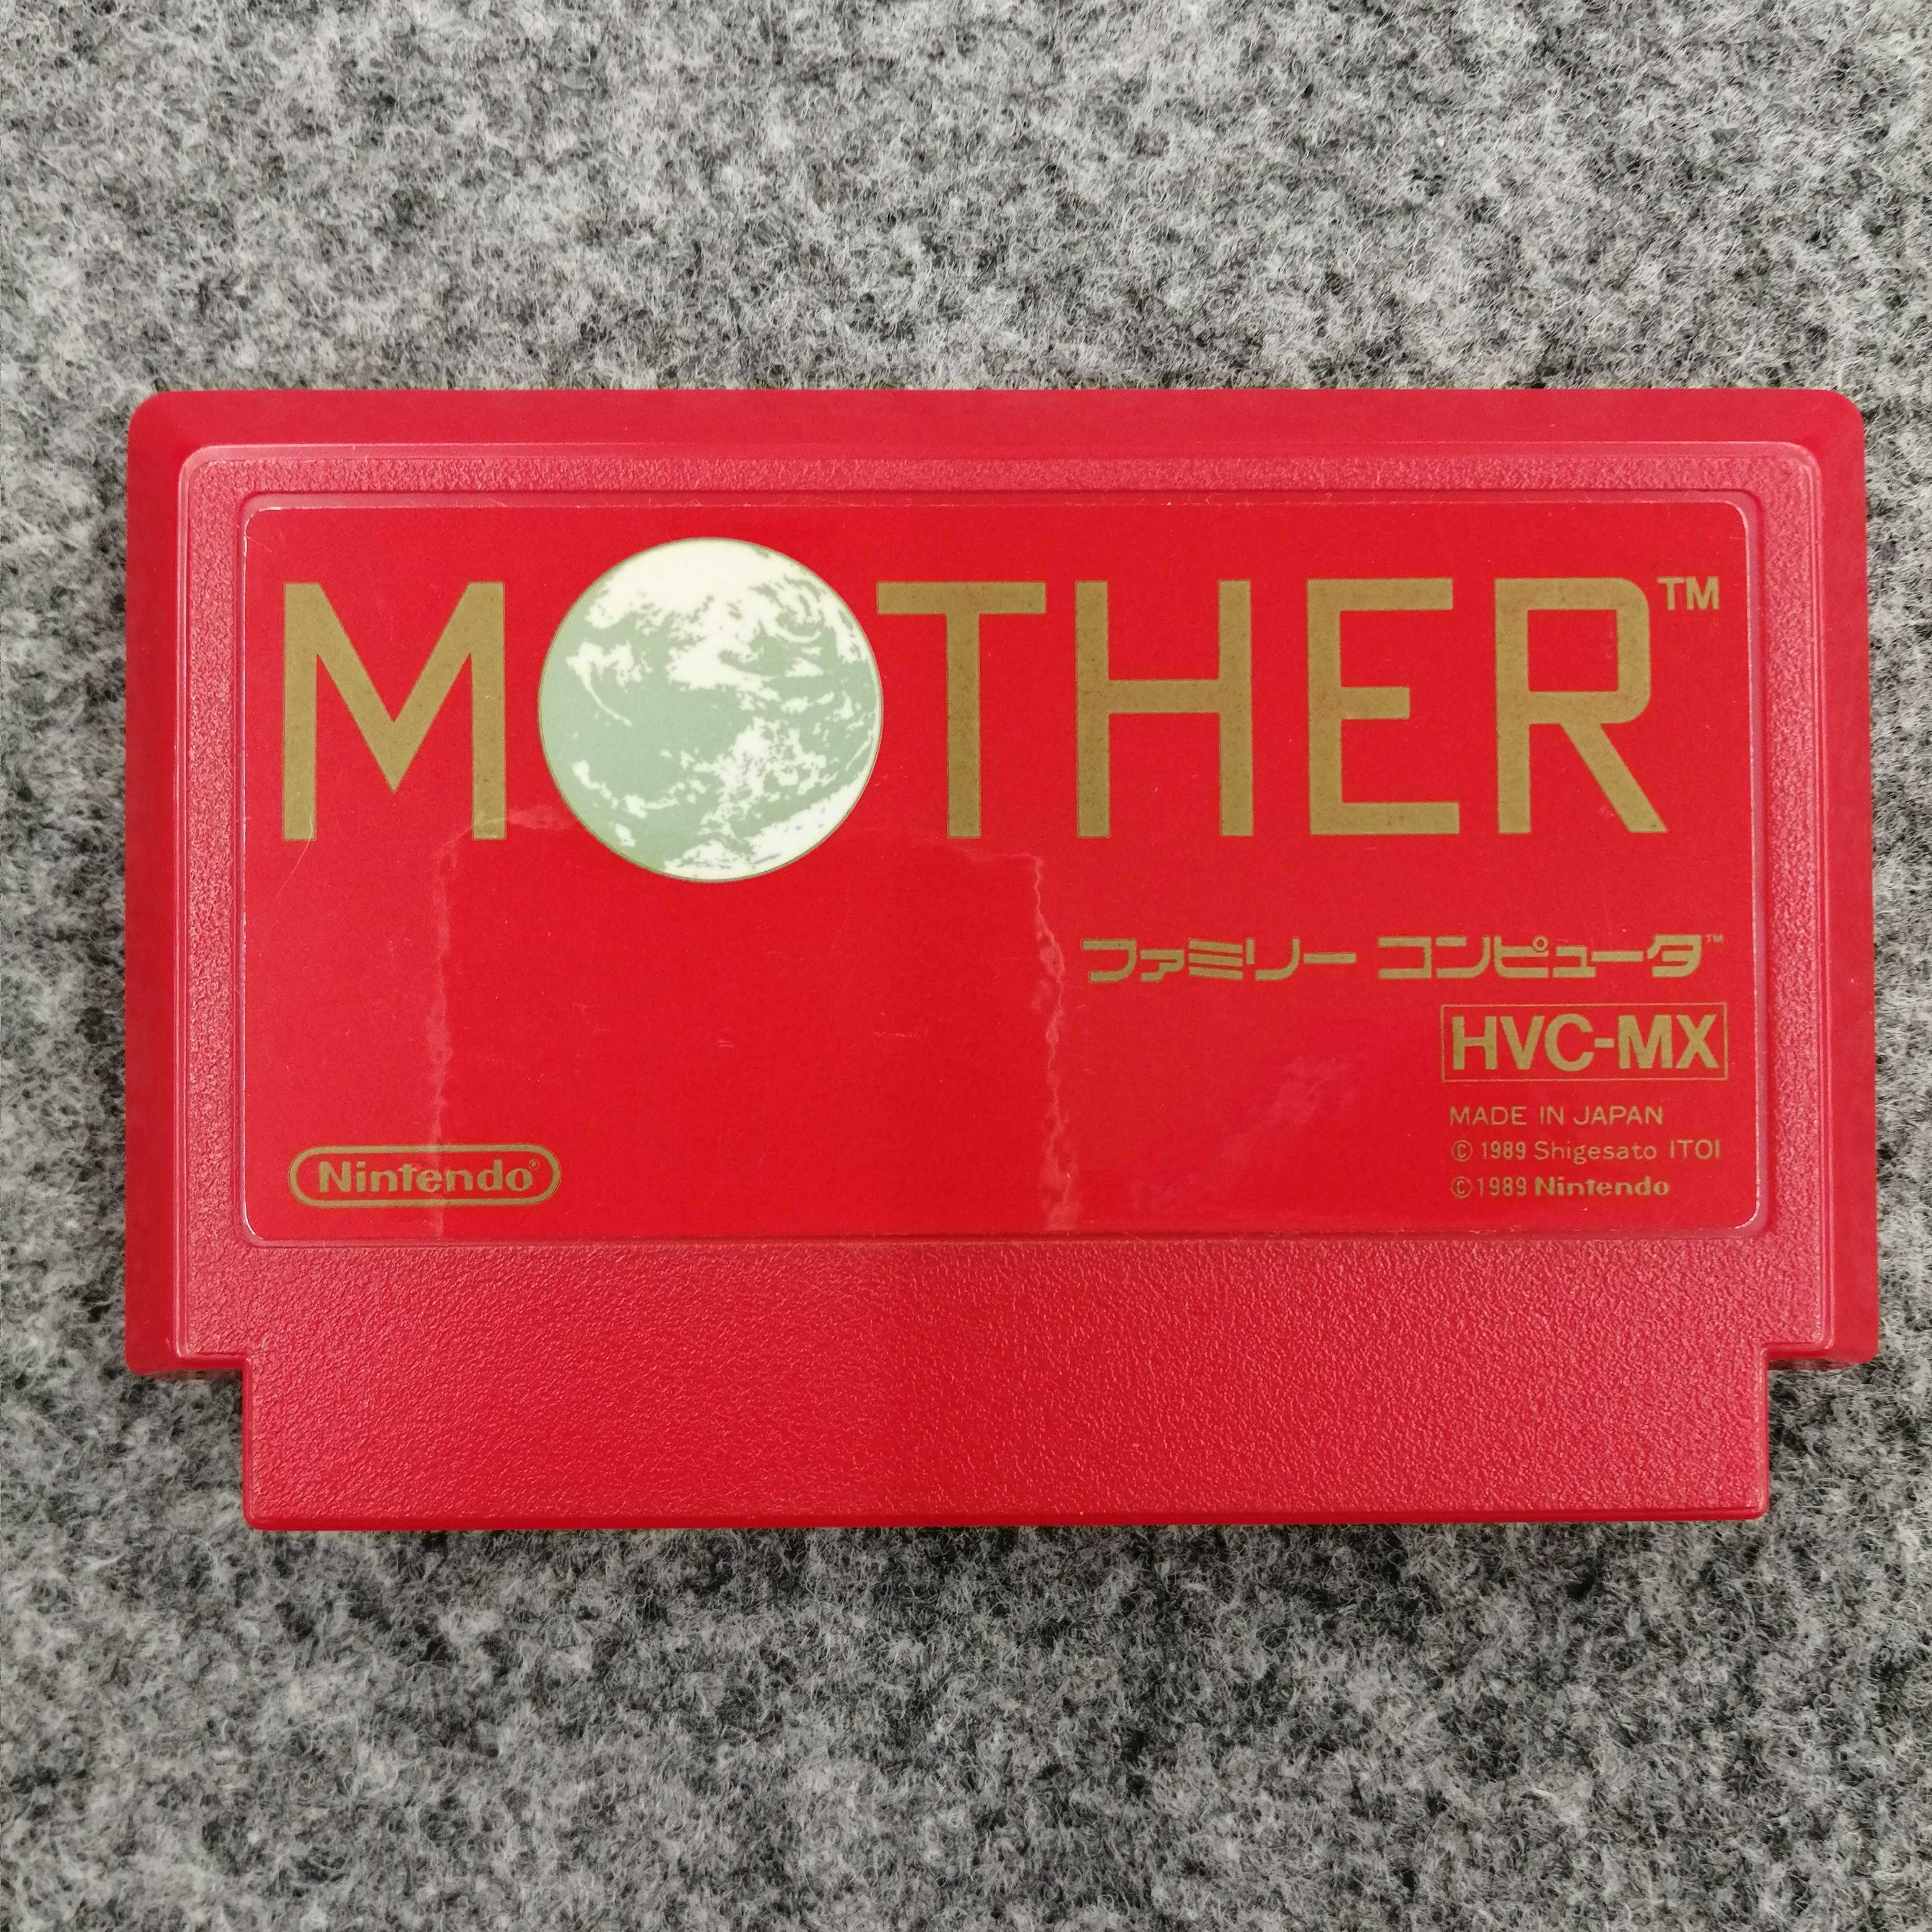 MOTHER™
ファミリー コンピュータ™
HVC-MX
MADE IN JAPAN
© 1989 Shigesato ITOI
© 1989 Nintendo
Nintendo®